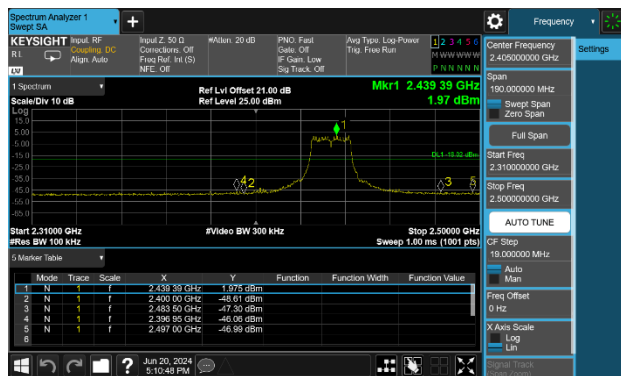 Spectrum Analyzer 1
Swept SA
Frequency
KEYSIGHT
Input: RF
Coupling: DC
Align: Auto
Input Z: 50 Ω
Corrections: Off
Freq Ref: Int (S)
NFE: Off
#Atten: 20 dB
PNO: Fast
Gate: Off
IF Gain: Low
Sig Track: Off
Avg Type: Log-Power
Trig: Free Run
1 2 3 4 5 6
M W W W W W
P N N N N N
Center Frequency
2.405000000 GHz
Settings
1 Spectrum
Scale/Div 10 dB
Ref Lvl Offset 21.00 dB
Ref Level 25.00 dBm
Mkr1 2.439 39 GHz
1.97 dBm
Span
190.000000 MHz
Swept Span
Zero Span
Full Span
Log
15.0
5.00
-5.00
-15.0
-25.0
-35.0
-45.0
-55.0
-65.0
1
4 2
3
5
Start Freq
2.310000000 GHz
Stop Freq
2.500000000 GHz
AUTO TUNE
Start 2.31000 GHz
#Res BW 100 kHz
#Video BW 300 kHz
Stop 2.50000 GHz
Sweep 1.00 ms (1001 pts)
CF Step
19.000000 MHz
Auto
Man
5 Marker Table
Mode Trace Scale X Y Function Function Width Function Value
1 N 1 f 2.439 39 GHz 1.975 dBm
2 N 1 f 2.400 00 GHz -48.61 dBm
3 N 1 f 2.483 50 GHz -47.30 dBm
4 N 1 f 2.396 95 GHz -46.06 dBm
5 N 1 f 2.497 00 GHz -46.99 dBm
6
Freq Offset
0 Hz
X Axis Scale
Log
Lin
Signal Track
(Span Zoom)
?
Jun 20, 2024
5:10:48 PM